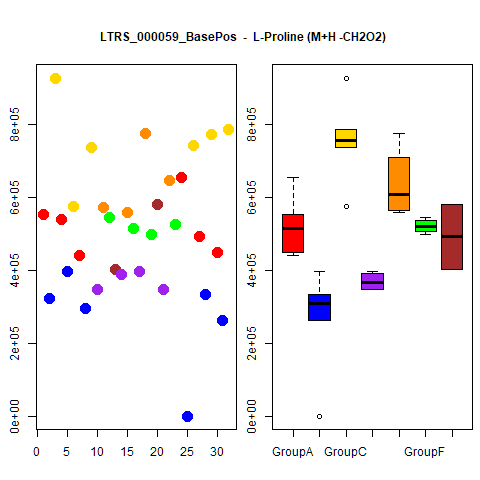 LTRS_000059_BasePos - L-Proline (M+H -CH2O2)
8e+05
6e+05
4e+05
2e+05
0e+00
0 5 10 15 20 25 30
8e+05
6e+05
4e+05
2e+05
0e+00
GroupA GroupC GroupF